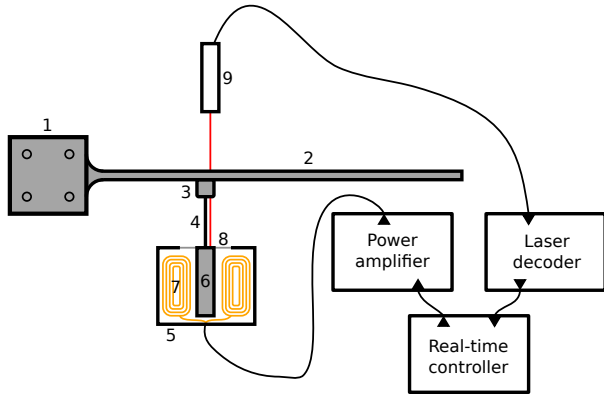 9
1
2
3
4
8
7
6
5
Power
amplifier
Laser
decoder
Real-time
controller